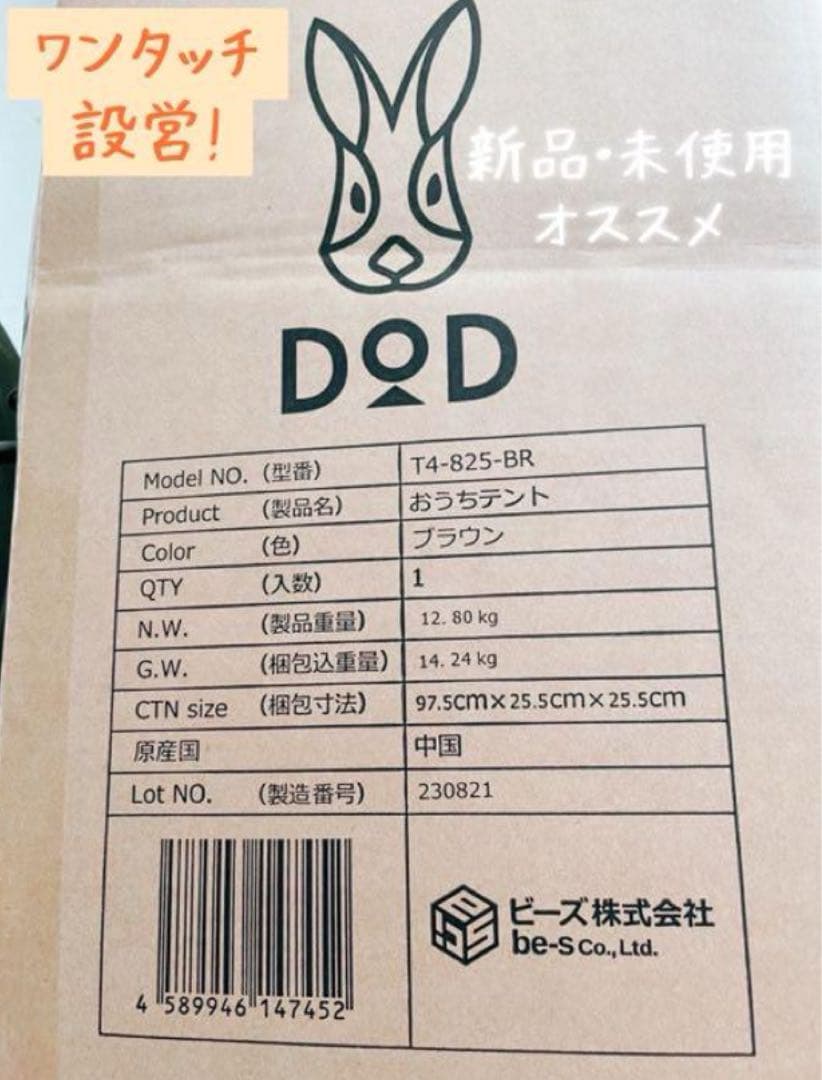 ワンタッチ
設営!
新品・未使用
オススメ
DOD
Model NO. (型番) T4-825-BR
Product (製品名) おうちテント
Color (色) ブラウン
QTY (入数) 1
N.W. (製品重量) 12.80 kg
G.W. (梱包込重量) 14.24 kg
CTN size (梱包寸法) 97.5cm×25.5cm×25.5cm
原産国 中国
Lot NO. (製造番号) 230821
ビーズ株式会社
be-s Co.,Ltd.
4 589946 147452